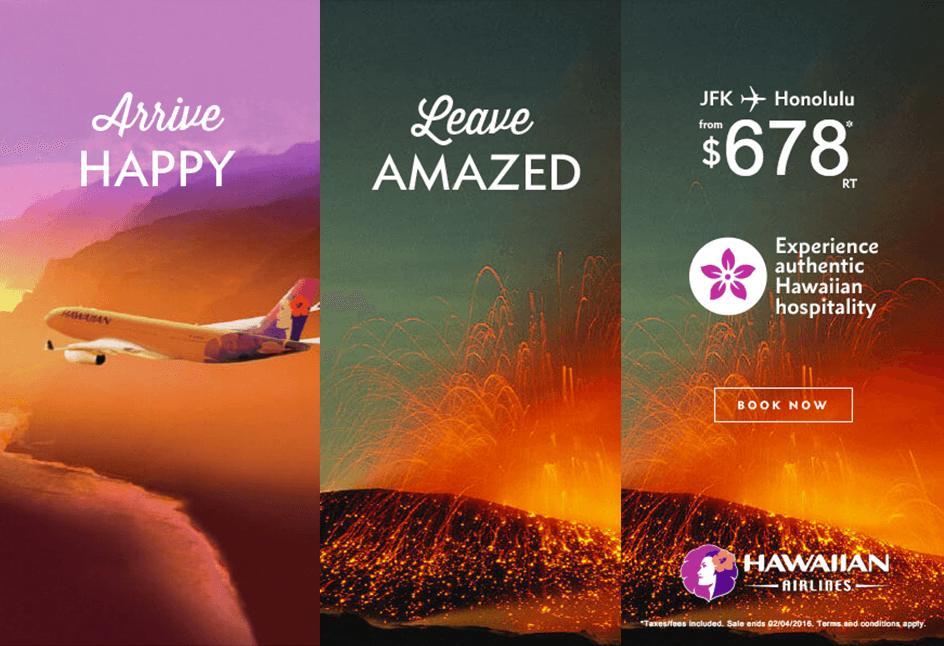 Arrive
HAPPY
HAWAIIAN
Leave
AMAZED
JFK Honolulu
from
$678*
RT
Experience
authentic
Hawaiian
hospitality
BOOK NOW
HAWAIIAN
AIRLINES
*Taxes/fees included. Sale ends 02/04/2016. Terms and conditions apply.